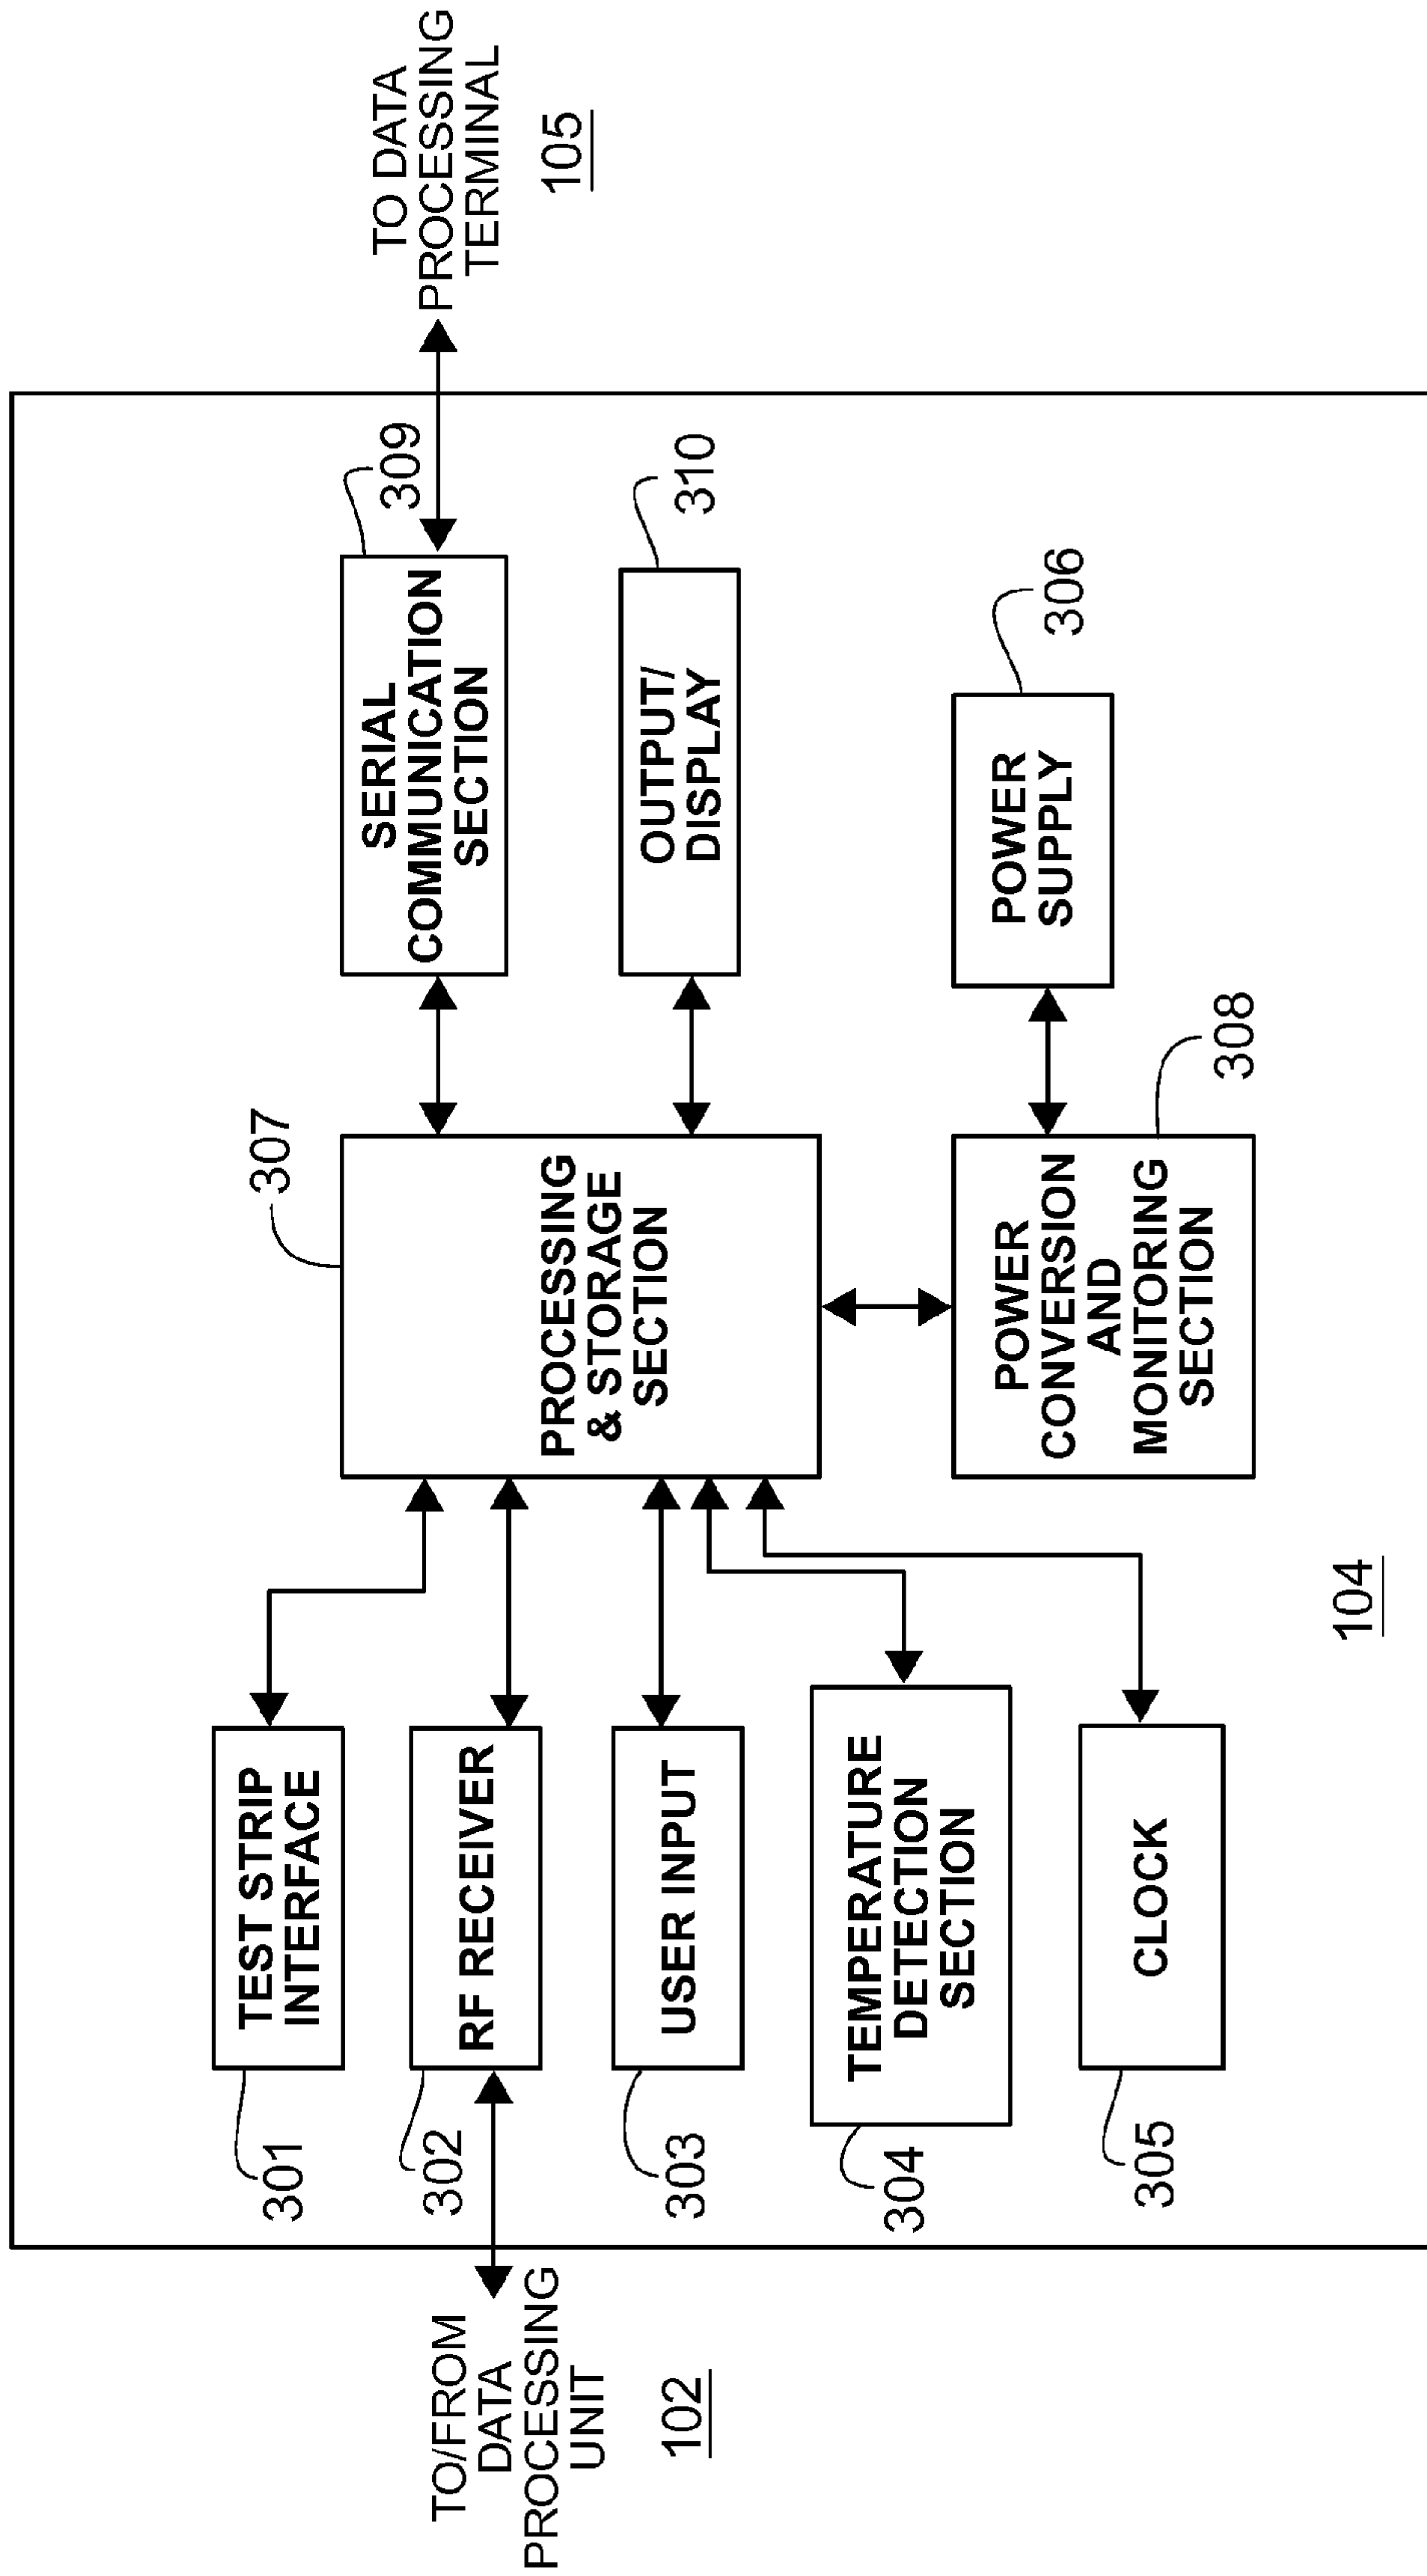 TO/FROM
DATA
PROCESSING
UNIT
102
301
TEST STRIP
INTERFACE
302
RF RECEIVER
303
USER INPUT
304
TEMPERATURE
DETECTION
SECTION
305
CLOCK
307
PROCESSING
& STORAGE
SECTION
POWER
CONVERSION
AND
MONITORING
SECTION
308
SERIAL
COMMUNICATION
SECTION
309
OUTPUT/
DISPLAY
310
POWER
SUPPLY
306
TO DATA
PROCESSING
TERMINAL
105
104